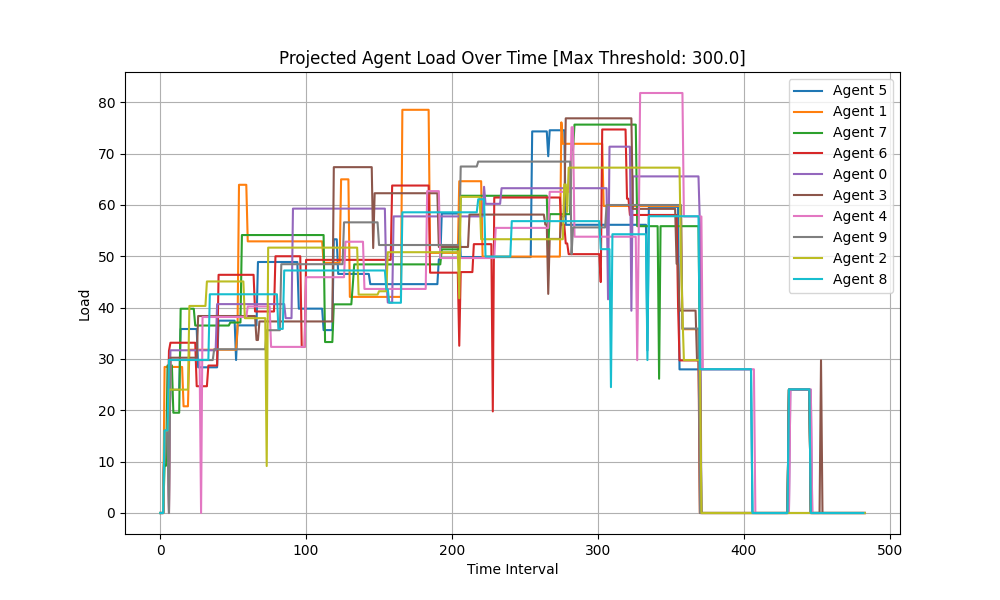 Projected Agent Load Over Time [Max Threshold: 300.0]
Load
80
70
60
50
40
30
20
10
0
0 100 200 300 400 500
Time Interval
Agent 5
Agent 1
Agent 7
Agent 6
Agent 0
Agent 3
Agent 4
Agent 9
Agent 2
Agent 8